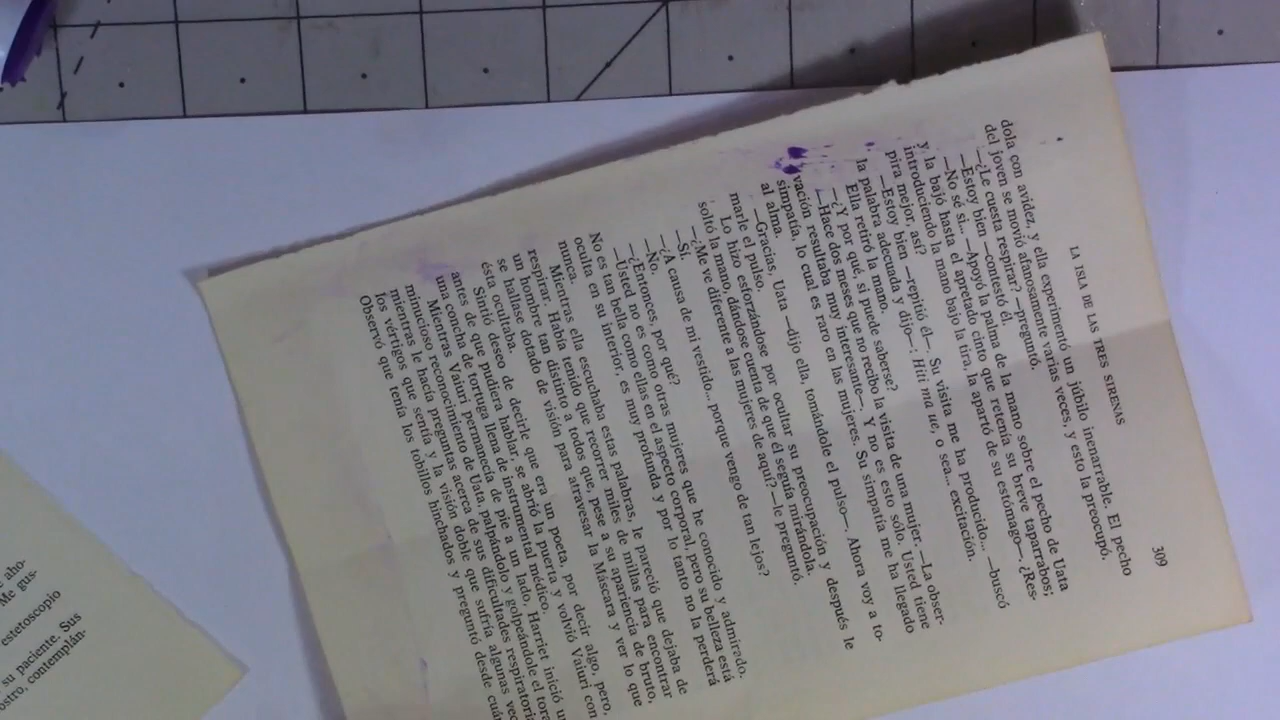 LA ISLA DE LAS TRES SIRENAS
309
dola con avidez, y ella experimentó un júbilo inenarrable. El pecho
del joven se movió afanosamente varias veces, y esto la preocupó.
—¿Le cuesta respirar? —preguntó.
—Estoy bien —contestó él.
—No sé si... —Apoyó la palma de la mano sobre el pecho de Uata
y la bajó hasta el apretado cinto que retenía su breve taparrabos;
introduciendo la mano bajo la tira, la apartó de su estómago—. ¿Res-
pira mejor, así?
—Estoy bien —repitió él—. Su visita me ha producido... —buscó
la palabra adecuada y dijo—: Hiti ma ue, o sea... excitación.
Ella retiró la mano.
—¿Y por qué, si puede saberse?
—Hace dos meses que no recibo la visita de una mujer. —La obser-
vación resultaba muy interesante—. Y no es esto sólo. Usted tiene
simpatía, lo cual es raro en las mujeres. Su simpatía me ha llegado
al alma.
—Gracias, Uata —dijo ella, tomándole el pulso—. Ahora voy a to-
marle el pulso.
Lo hizo esforzándose por ocultar su preocupación y después le
soltó la mano, dándose cuenta de que él seguía mirándola.
—¿Me ve diferente a las mujeres de aquí? —le preguntó.
—Sí.
—¿A causa de mi vestido... porque vengo de tan lejos?
—No.
—¿Entonces, por qué?
—Usted no es como otras mujeres que he conocido y admirado.
No es tan bella como ellas en el aspecto corporal, pero su belleza está
oculta en su interior, es muy profunda y por lo tanto no la perderá
nunca.
Mientras ella escuchaba estas palabras, le pareció que dejaba de
respirar. Había tenido que recorrer miles de millas para encontrar
un hombre tan distinto a todos que, pese a su apariencia de bruto,
se hallase dotado de visión para atravesar la Máscara y ver lo que
ésta ocultaba.
Sintió deseo de decirle que era un poeta, por decir algo, pero,
antes de que pudiera hablar, se abrió la puerta y volvió Vaiuri con
una concha de tortuga llena de instrumental médico.
Mientras Vaiuri permanecía de pie a un lado, Harriet inició u
minucioso reconocimiento de Uata, palpándolo y golpeándole el tora
mientras le hacía preguntas acerca de sus dificultades respiratori
los vértigos que sentía y la visión doble que sufría algunas vec
Observó que tenía los tobillos hinchados y preguntó desde cuán
aho-
Me gus-
estetoscopio
su paciente. Sus
ostro, contemplán-